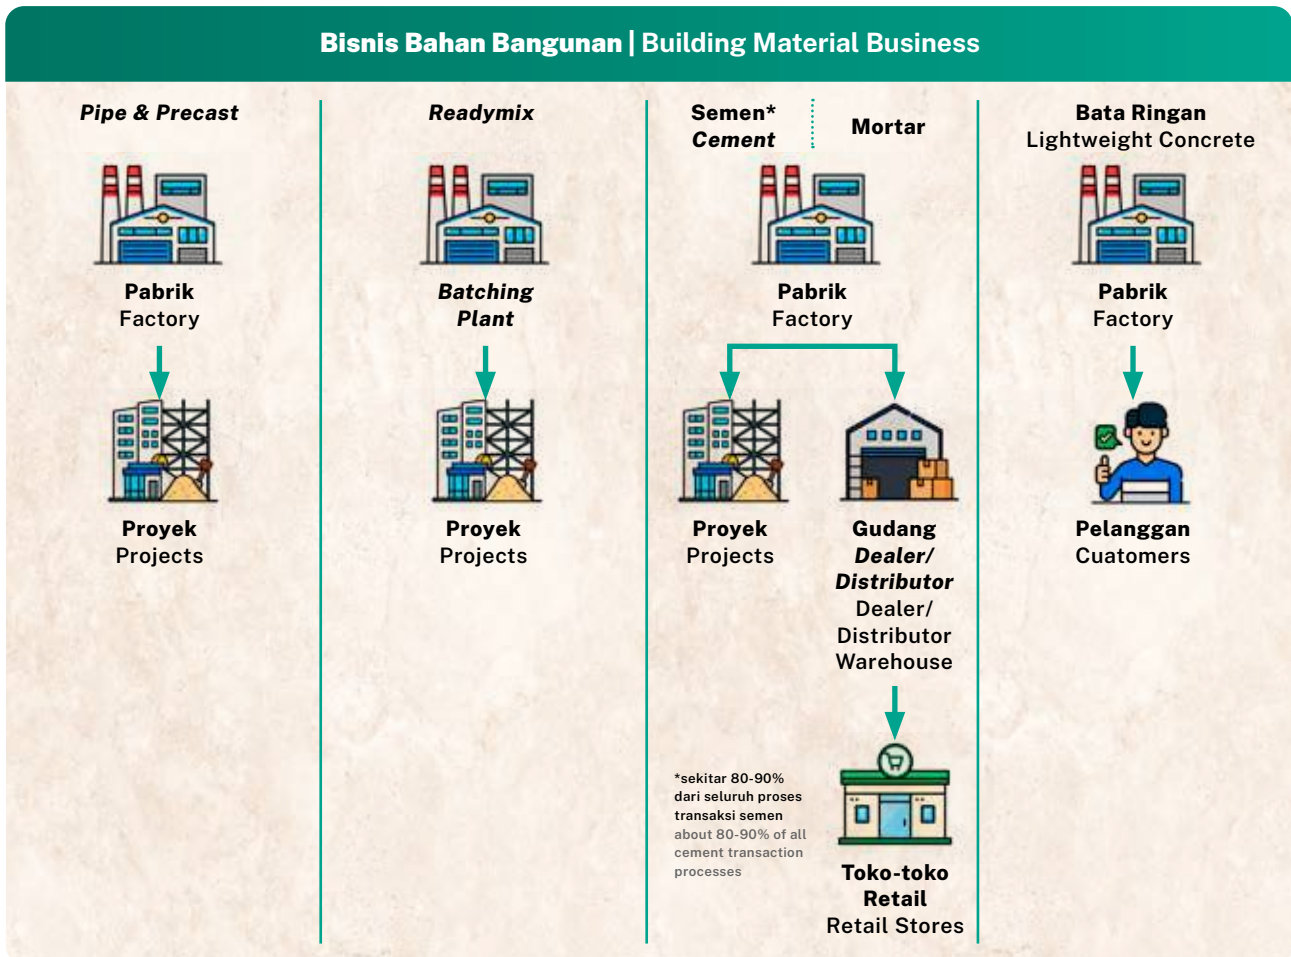 Bisnis Bahan Bangunan | Building Material Business
Pipe & Precast
Pabrik
Factory
Proyek
Projects
Readymix
Batching
Plant
Proyek
Projects
Semen*
Cement
Mortar
Pabrik
Factory
Proyek
Projects
Gudang
Dealer/
Distributor
Dealer/
Distributor
Warehouse
*sekitar 80-90%
dari seluruh proses
transaksi semen
about 80-90% of all
cement transaction
processes
Toko-toko
Retail
Retail Stores
Bata Ringan
Lightweight Concrete
Pabrik
Factory
Pelanggan
Cuatomers